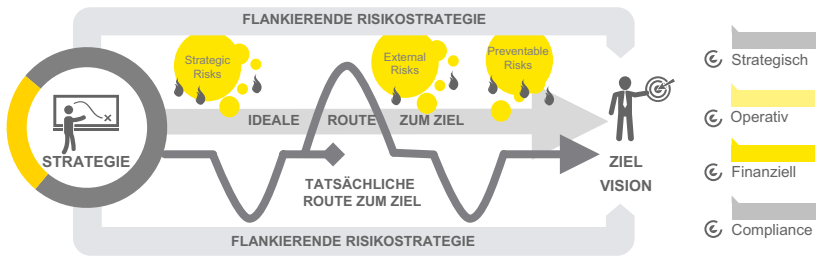 FLANKIERENDE RISIKOSTRATEGIE
Strategic
Risks
External
Risks
Preventable
Risks
IDEALE ROUTE ZUM ZIEL
STRATEGIE
TATSÄCHLICHE
ROUTE ZUM ZIEL
ZIEL
VISION
FLANKIERENDE RISIKOSTRATEGIE
Strategisch
Operativ
Finanziell
Compliance